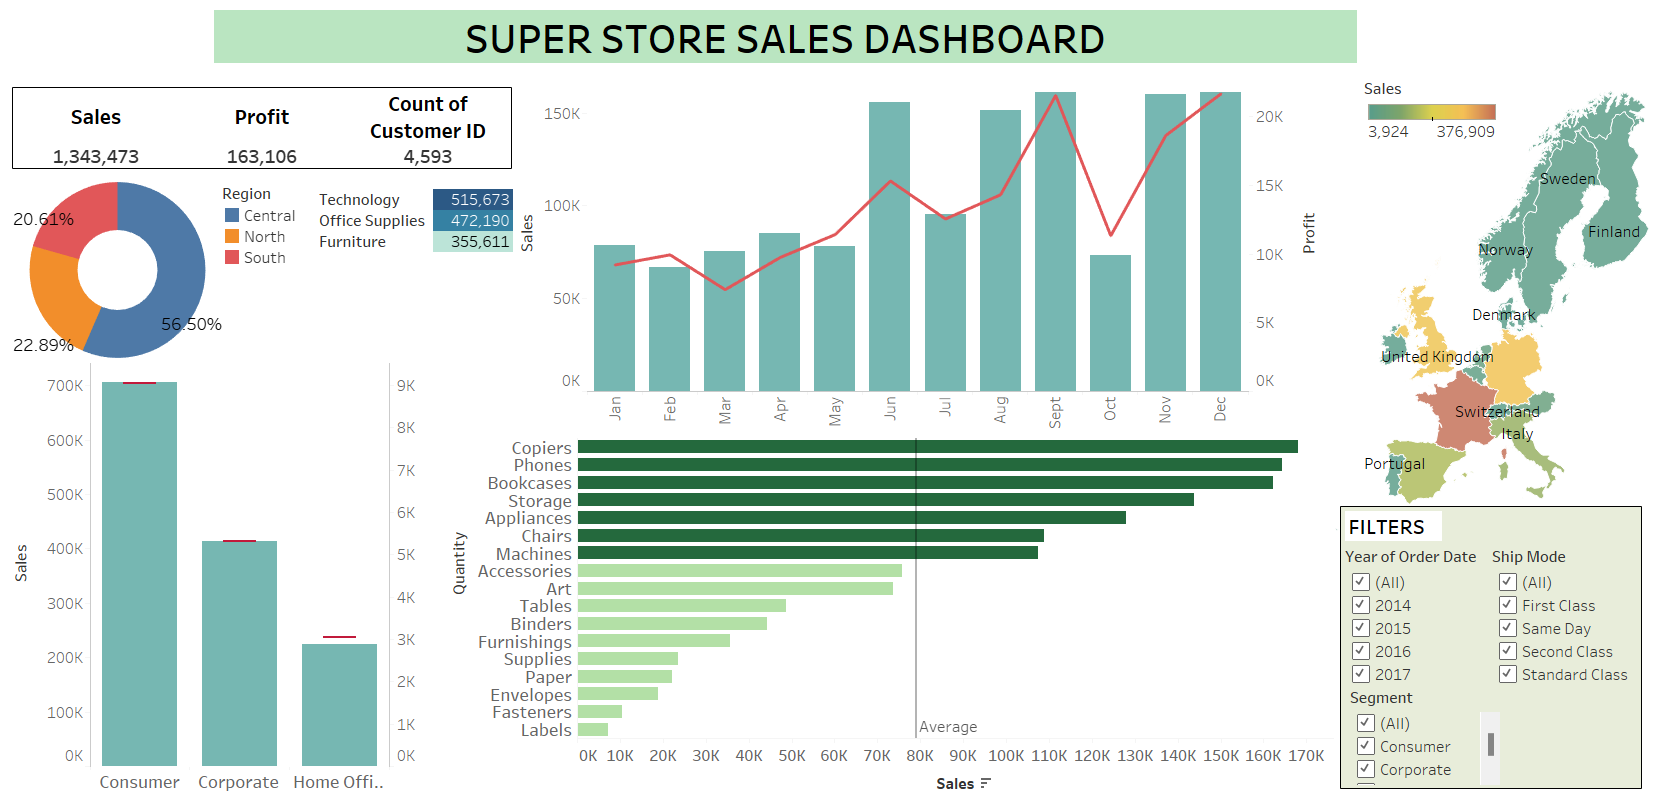 SUPER STORE SALES DASHBOARD
Sales
Profit
Count of
Customer ID
1,343,473
163,106
4,593
20.61%
56.50%
22.89%
Region
Central
North
South
Technology 515,673
Office Supplies 472,190
Furniture 355,611
Sales
150K
100K
50K
0K
20K
15K
10K
5K
0K
Profit
Jan
Feb
Mar
Apr
May
Jun
Jul
Aug
Sept
Oct
Nov
Dec
Sales
3,924
376,909
Sweden
Finland
Norway
Denmark
United Kingdom
Switzerland
Italy
Portugal
Sales
700K
600K
500K
400K
300K
200K
100K
0K
9K
8K
7K
6K
5K
4K
3K
2K
1K
0K
Quantity
Consumer
Corporate
Home Offi..
Copiers
Phones
Bookcases
Storage
Appliances
Chairs
Machines
Accessories
Art
Tables
Binders
Furnishings
Supplies
Paper
Envelopes
Fasteners
Labels
Average
0K 10K 20K 30K 40K 50K 60K 70K 80K 90K 100K 110K 120K 130K 140K 150K 160K 170K
Sales
FILTERS
Year of Order Date
(All)
2014
2015
2016
2017
Ship Mode
(All)
First Class
Same Day
Second Class
Standard Class
Segment
(All)
Consumer
Corporate